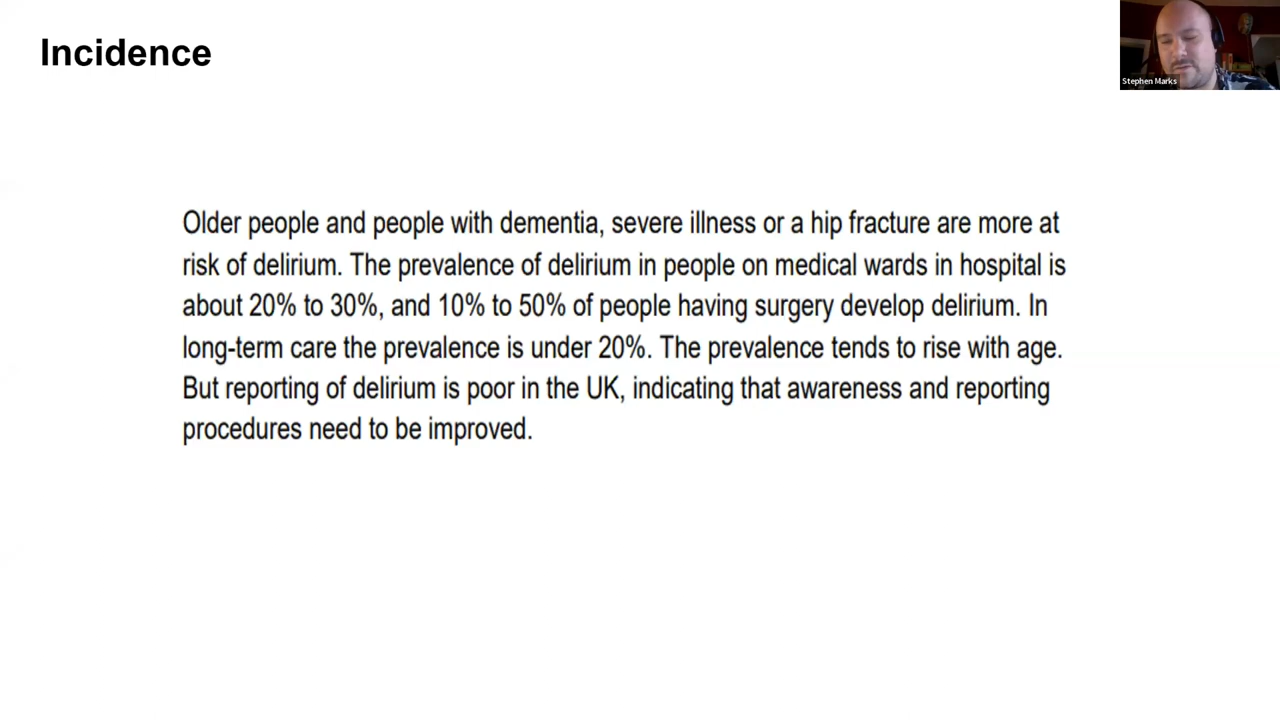 Incidence
Stephen Marks
Older people and people with dementia, severe illness or a hip fracture are more at
risk of delirium. The prevalence of delirium in people on medical wards in hospital is
about 20% to 30%, and 10% to 50% of people having surgery develop delirium. In
long-term care the prevalence is under 20%. The prevalence tends to rise with age.
But reporting of delirium is poor in the UK, indicating that awareness and reporting
procedures need to be improved.